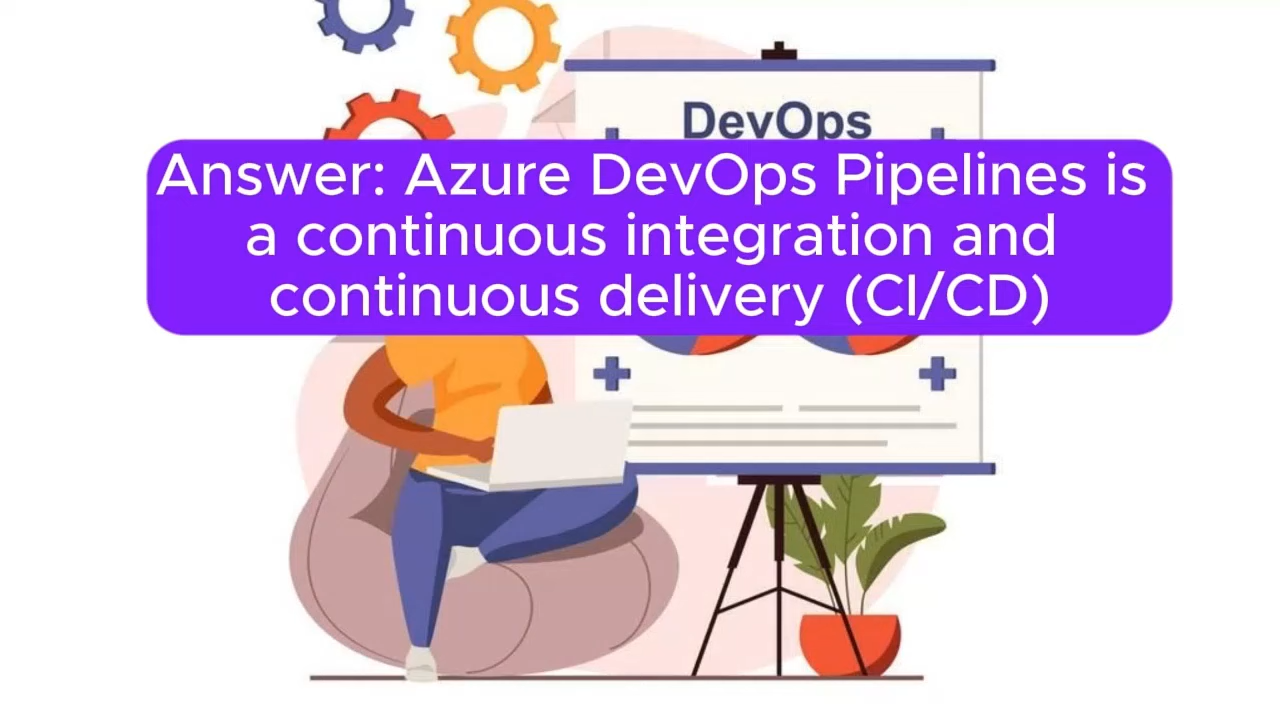 DevOps
Answer: Azure DevOps Pipelines is
a continuous integration and
continuous delivery (CI/CD)